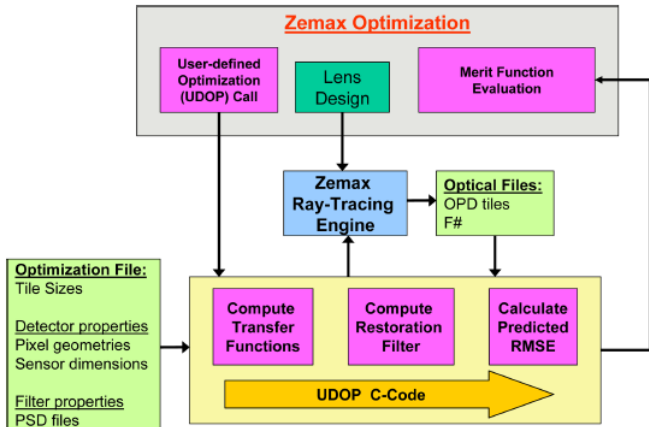 Zemax Optimization
User-defined
Optimization
(UDOP) Call
Lens
Design
Merit Function
Evaluation
Zemax
Ray-Tracing
Engine
Optical Files:
OPD tiles
F#
Optimization File:
Tile Sizes
Detector properties
Pixel geometries
Sensor dimensions
Filter properties
PSD files
Compute
Transfer
Functions
Compute
Restoration
Filter
Calculate
Predicted
RMSE
UDOP C-Code